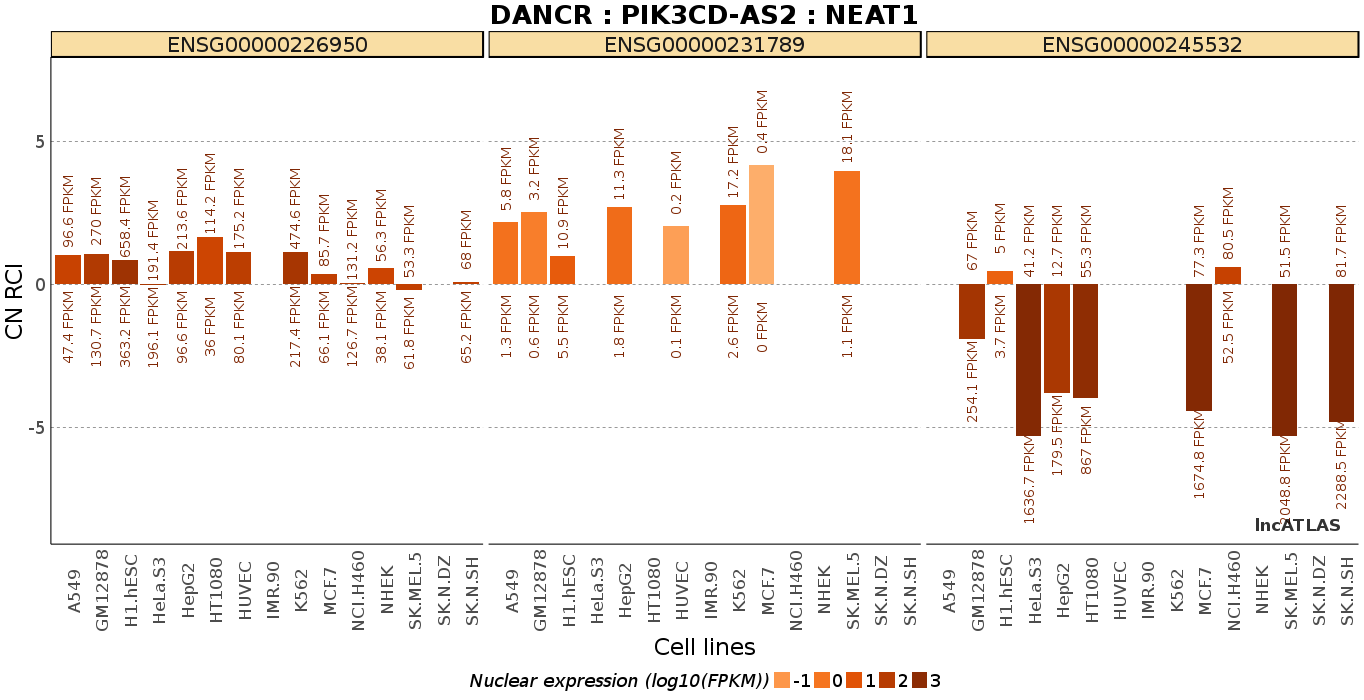 DANCR : PIK3CD-AS2 : NEAT1
ENSG00000226950 ENSG00000231789 ENSG00000245532
CN RCI
5
0
-5
96.6 FPKM
270 FPKM
658.4 FPKM
191.4 FPKM
213.6 FPKM
114.2 FPKM
175.2 FPKM
474.6 FPKM
85.7 FPKM
131.2 FPKM
56.3 FPKM
53.3 FPKM
68 FPKM
47.4 FPKM
130.7 FPKM
363.2 FPKM
196.1 FPKM
96.6 FPKM
36 FPKM
80.1 FPKM
217.4 FPKM
66.1 FPKM
126.7 FPKM
38.1 FPKM
61.8 FPKM
65.2 FPKM
5.8 FPKM
3.2 FPKM
10.9 FPKM
11.3 FPKM
0.2 FPKM
17.2 FPKM
0.4 FPKM
18.1 FPKM
1.3 FPKM
0.6 FPKM
5.5 FPKM
1.8 FPKM
0.1 FPKM
2.6 FPKM
0 FPKM
1.1 FPKM
67 FPKM
5 FPKM
41.2 FPKM
12.7 FPKM
55.3 FPKM
77.3 FPKM
80.5 FPKM
51.5 FPKM
81.7 FPKM
254.1 FPKM
3.7 FPKM
1636.7 FPKM
179.5 FPKM
867 FPKM
1674.8 FPKM
52.5 FPKM
2048.8 FPKM
2288.5 FPKM
lncATLAS
A549
GM12878
H1.hESC
HeLa.S3
HepG2
HT1080
HUVEC
IMR.90
K562
MCF.7
NCI.H460
NHEK
SK.MEL.5
SK.N.DZ
SK.N.SH
A549
GM12878
H1.hESC
HeLa.S3
HepG2
HT1080
HUVEC
IMR.90
K562
MCF.7
NCI.H460
NHEK
SK.MEL.5
SK.N.DZ
SK.N.SH
A549
GM12878
H1.hESC
HeLa.S3
HepG2
HT1080
HUVEC
IMR.90
K562
MCF.7
NCI.H460
NHEK
SK.MEL.5
SK.N.DZ
SK.N.SH
Cell lines
Nuclear expression (log10(FPKM)) -1 0 1 2 3